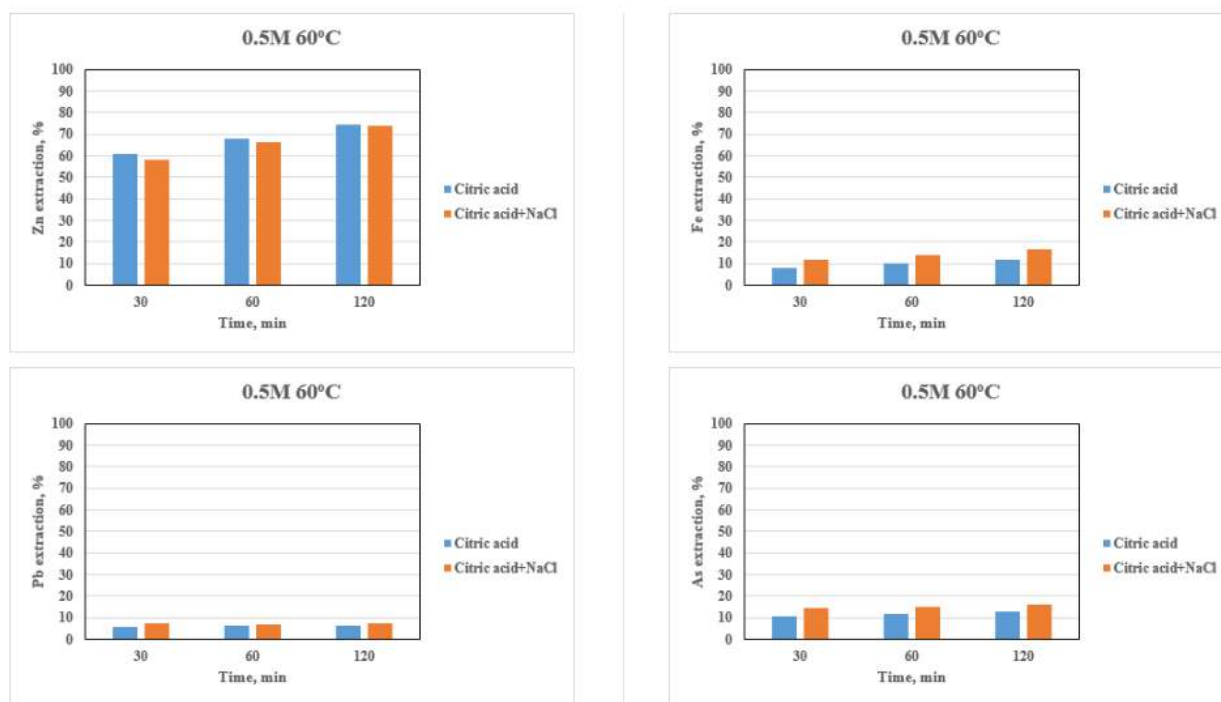 0.5M 60ºC
100
90
80
70
60
50
40
30
20
10
0
Zn extraction, %
30 60 120
Time, min
Citric acid
Citric acid+NaCl
0.5M 60ºC
100
90
80
70
60
50
40
30
20
10
0
Fe extraction, %
30 60 120
Time, min
Citric acid
Citric acid+NaCl
0.5M 60ºC
100
90
80
70
60
50
40
30
20
10
0
Pb extraction, %
30 60 120
Time, min
Citric acid
Citric acid+NaCl
0.5M 60ºC
100
90
80
70
60
50
40
30
20
10
0
As extraction, %
30 60 120
Time, min
Citric acid
Citric acid+NaCl